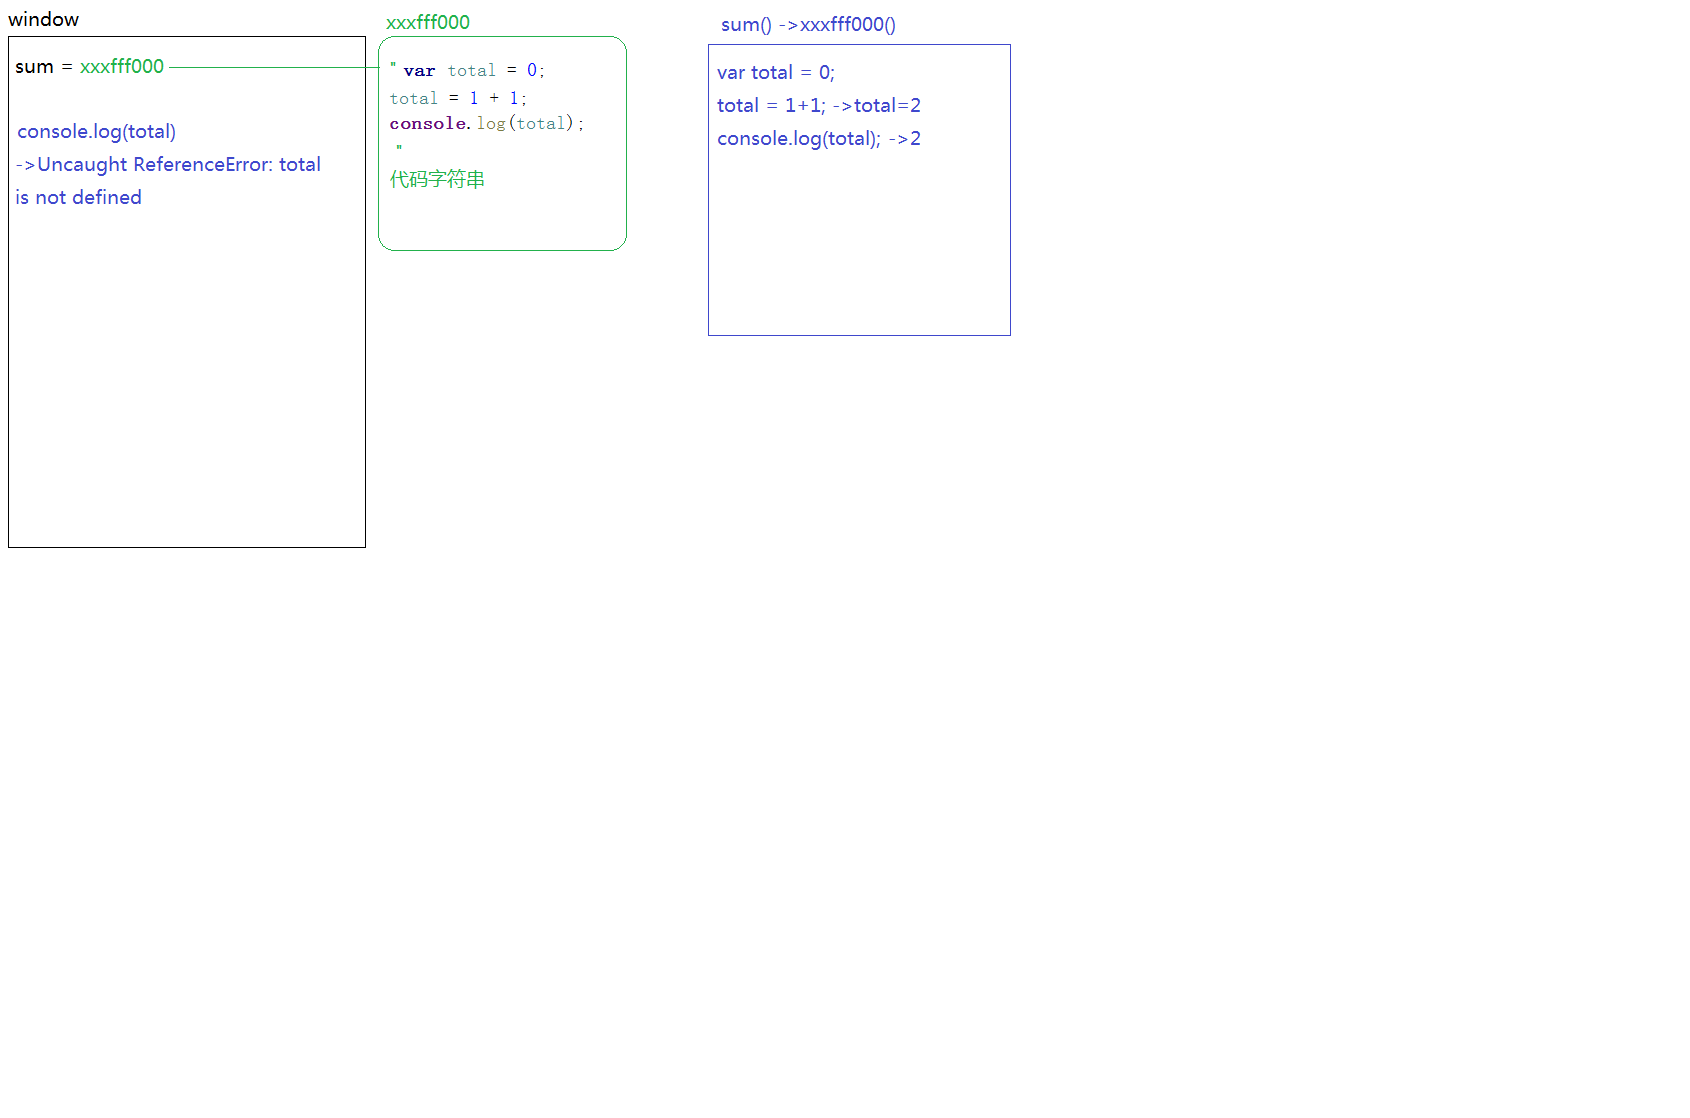 window
sum = xxxfff000
console.log(total)
->Uncaught ReferenceError: total
is not defined
xxxfff000
" var total = 0;
total = 1 + 1;
console.log(total);
"
代码字符串
sum() ->xxxfff000()
var total = 0;
total = 1+1; ->total=2
console.log(total); ->2